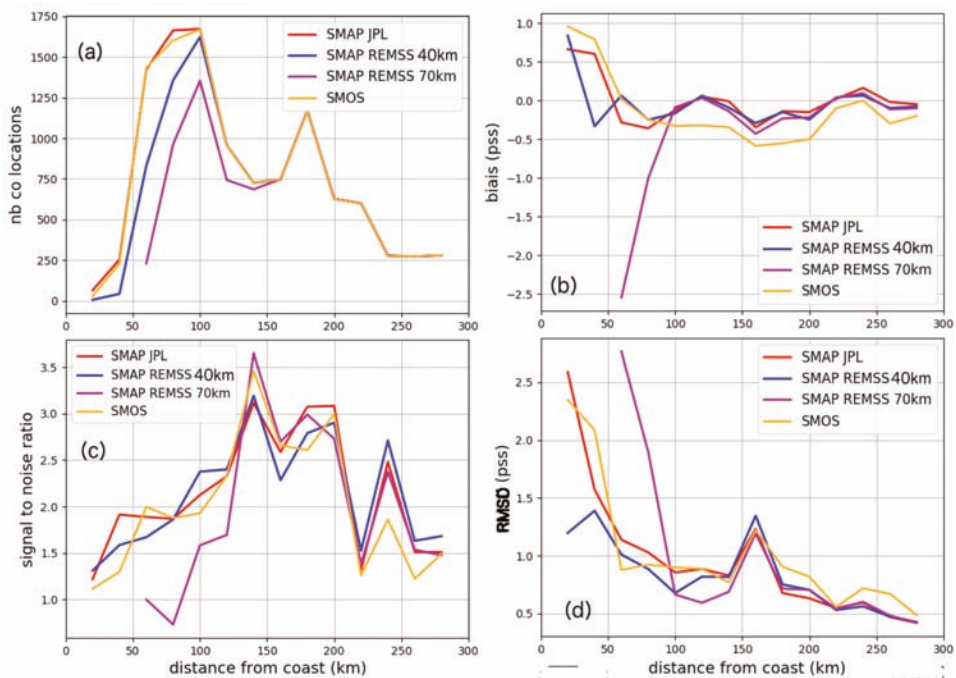 1750
1500
1250
1000
750
500
250
0
nb co locations
(a)
SMAP JPL
SMAP REMSS 40km
SMAP REMSS 70km
SMOS
0 50 100 150 200 250 300
1.0
0.5
0.0
-0.5
-1.0
-1.5
-2.0
-2.5
biais (pss)
(b)
SMAP JPL
SMAP REMSS 40km
SMAP REMSS 70km
SMOS
0 50 100 150 200 250 300
3.5
3.0
2.5
2.0
1.5
1.0
signal to noise ratio
(c)
SMAP JPL
SMAP REMSS 40km
SMAP REMSS 70km
SMOS
0 50 100 150 200 250 300
distance from coast (km)
2.5
2.0
1.5
1.0
0.5
RMSD (pss)
(d)
SMAP JPL
SMAP REMSS 40km
SMAP REMSS 70km
SMOS
0 50 100 150 200 250 300
distance from coast (km)